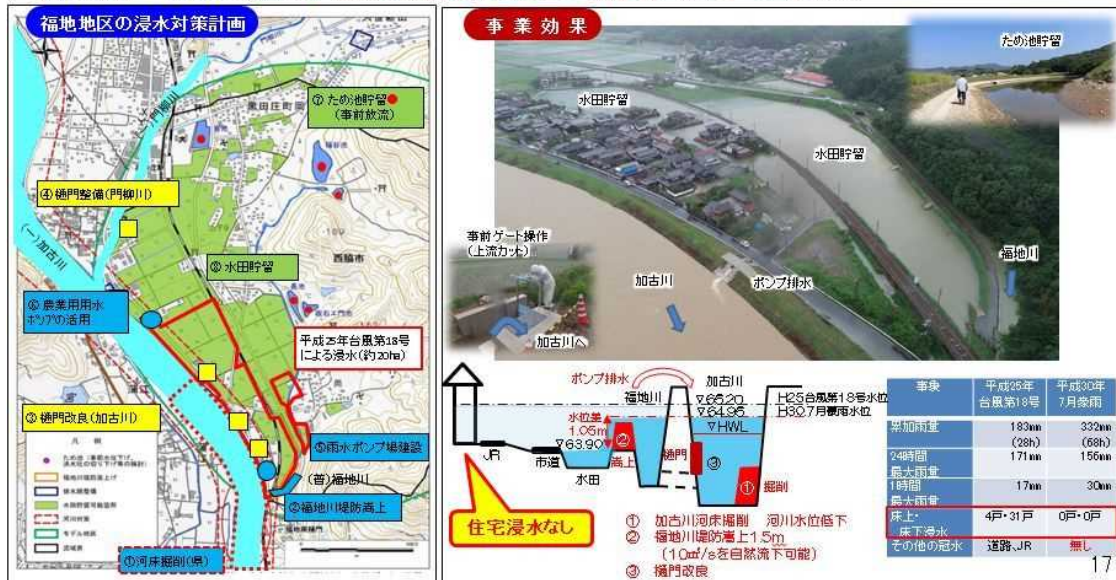 福地地区の浸水対策計画
門柳川
⑦ ため池貯留
(事前放流)
④ 樋門整備(門柳川)
(一)加古川
西脇市
⑧ 水田貯留
⑥農業用用水
ポンプの活用
平成25年台風第18号
による浸水(約20ha)
③ 樋門改良(加古川)
凡例
⑤雨水ポンプ場建設
(普)福地川
②福地川堤防嵩上
①河床掘削(県)
事業効果
ため池貯留
水田貯留
水田貯留
事前ゲート操作
(上流カット)
加古川
ポンプ排水
福地川
加古川へ
ポンプ排水
福地川
加古川
▽65.20
H25台風第18号水位
▽64.95
H30.7月豪雨水位
▽HWL
水位差
1.05m
▽63.90
②
嵩上
樋門
③
①
掘削
JR
市道
水田
住宅浸水なし
① 加古川河床掘削 河川水位低下
② 福地川堤防嵩上1.5m
(10㎥/sを自然流下可能)
③ 樋門改良
事象 平成25年台風第18号 平成30年7月豪雨
累加雨量 183mm (28h) 332mm (68h)
24時間最大雨量 171mm 156mm
1時間最大雨量 17mm 30mm
床上・床下浸水 4戸・31戸 0戸・0戸
その他の冠水 道路、JR 無し
17